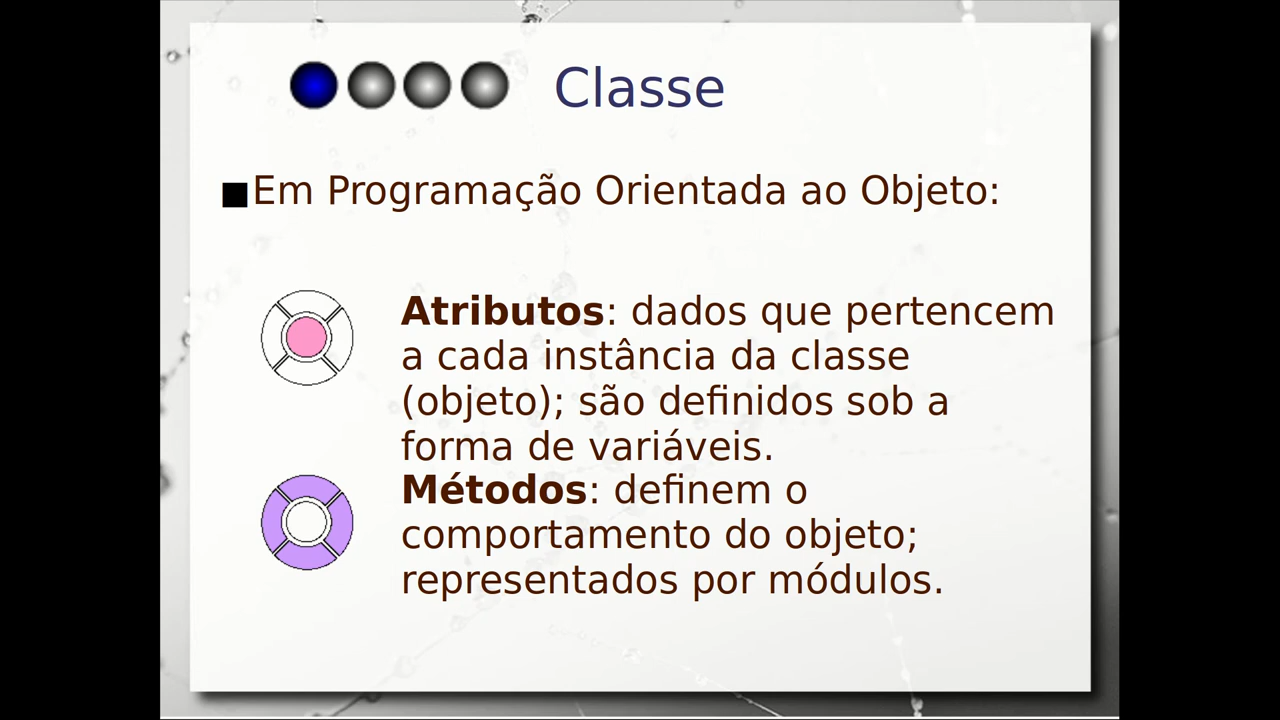 Classe
Em Programação Orientada ao Objeto:
Atributos: dados que pertencem
a cada instância da classe
(objeto); são definidos sob a
forma de variáveis.
Métodos: definem o
comportamento do objeto;
representados por módulos.